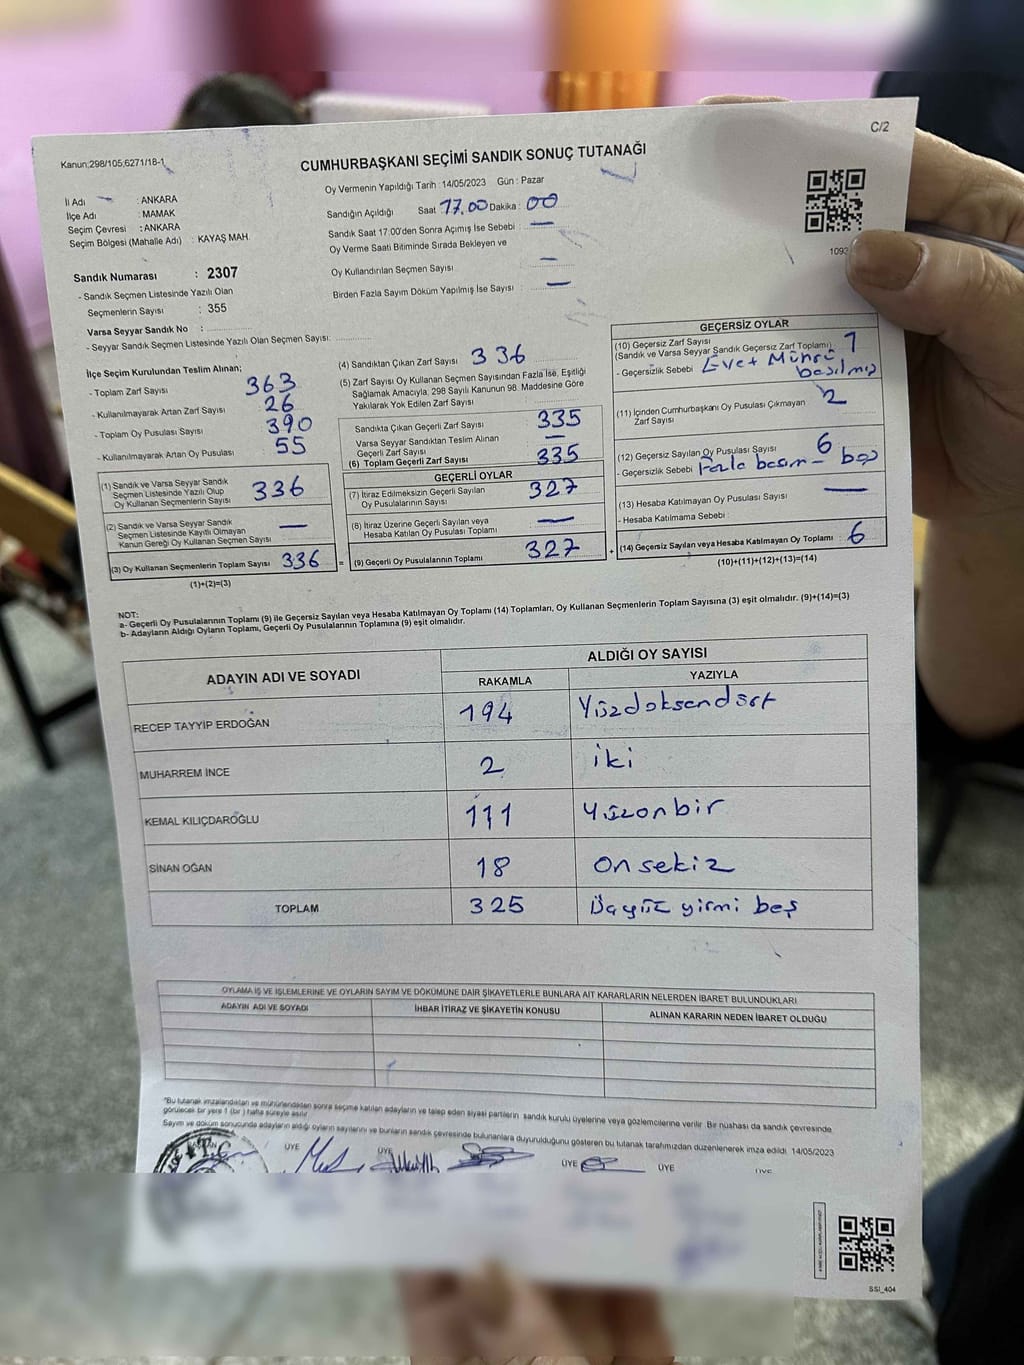 C/2
Kanun:298/105,6271/18-1
CUMHURBAŞKANI SEÇİMİ SANDIK SONUÇ TUTANAĞI
Oy Vermenin Yapıldığı Tarih : 14/05/2023 Gün : Pazar
İl Adı : ANKARA
İlçe Adı : MAMAK
Seçim Çevresi : ANKARA
Seçim Bölgesi (Mahalle Adı) : KAYAŞ MAH.
Sandığın Açıldığı Saat 17.00 Dakika : 00
Sandık Saat 17:00'den Sonra Açımış İse Sebebi : —
Oy Verme Saati Bitiminde Sırada Bekleyen ve
Oy Kullandırılan Seçmen Sayısı —
Birden Fazla Sayım Döküm Yapılmış İse Sayısı : —
Sandık Numarası : 2307
- Sandık Seçmen Listesinde Yazılı Olan
Seçmenlerin Sayısı : 355
Varsa Seyyar Sandık No :
- Seyyar Sandık Seçmen Listesinde Yazılı Olan Seçmen Sayısı:
İlçe Seçim Kurulundan Teslim Alınan;
- Toplam Zarf Sayısı 363
- Kullanılmayarak Artan Zarf Sayısı 26
- Toplam Oy Pusulası Sayısı 390
- Kullanılmayarak Artan Oy Pusulası 55
(1) Sandık ve Varsa Seyyar Sandık
Seçmen Listesinde Yazılı Olup
Oy Kullanan Seçmenlerin Sayısı 336
(2) Sandık ve Varsa Seyyar Sandık
Seçmen Listesinde Kayıtlı Olmayan
Kanun Gereği Oy Kullanan Seçmen Sayısı —
(3) Oy Kullanan Seçmenlerin Toplam Sayısı 336 =
(1)+(2)=(3)
(4) Sandıktan Çıkan Zarf Sayısı 336
(5) Zarf Sayısı Oy Kullanan Seçmen Sayısından Fazla İse, Eşitliği
Sağlamak Amacıyla, 298 Sayılı Kanunun 98. Maddesine Göre
Yakılarak Yok Edilen Zarf Sayısı
Sandıkta Çıkan Geçerli Zarf Sayısı 335
Varsa Seyyar Sandıktan Teslim Alınan
Geçerli Zarf Sayısı —
(6) Toplam Geçerli Zarf Sayısı 335
GEÇERLİ OYLAR
(7) İtiraz Edilmeksizin Geçerli Sayılan
Oy Pusulalarının Sayısı 327
(8) İtiraz Üzerine Geçerli Sayılan veya
Hesaba Katılan Oy Pusulası Toplamı —
(9) Geçerli Oy Pusulalarının Toplamı 327 +
GEÇERSİZ OYLAR
(10) Geçersiz Zarf Sayısı
(Sandık ve Varsa Seyyar Sandık Geçersiz Zarf Toplamı) 1
- Geçersizlik Sebebi Evet Mührü
basılmış
(11) İçinden Cumhurbaşkanı Oy Pusulası Çıkmayan
Zarf Sayısı 2
(12) Geçersiz Sayılan Oy Pusulası Sayısı 6
- Geçersizlik Sebebi Fazla basım - boş
(13) Hesaba Katılmayan Oy Pusulası Sayısı —
- Hesaba Katılmama Sebebi :
(14) Geçersiz Sayılan veya Hesaba Katılmayan Oy Toplamı 6
(10)+(11)+(12)+(13)=(14)
NOT:
a- Geçerli Oy Pusulalarının Toplamı (9) ile Geçersiz Sayılan veya Hesaba Katılmayan Oy Toplamı (14) Toplamları, Oy Kullanan Seçmenlerin Toplam Sayısına (3) eşit olmalıdır. (9)+(14)=(3)
b- Adayların Aldığı Oyların Toplamı, Geçerli Oy Pusulalarının Toplamına (9) eşit olmalıdır.
ADAYIN ADI VE SOYADI ALDIĞI OY SAYISI
RAKAMLA YAZIYLA
RECEP TAYYİP ERDOĞAN 194 Yüzdoksandört
MUHARREM İNCE 2 iki
KEMAL KILIÇDAROĞLU 111 Yüzonbir
SİNAN OĞAN 18 onsekiz
TOPLAM 325 Üçyüz yirmi beş
OYLAMA İŞ VE İŞLEMLERİNE VE OYLARIN SAYIM VE DÖKÜMÜNE DAİR ŞİKAYETLERLE BUNLARA AİT KARARLARIN NELERDEN İBARET BULUNDUKLARI
ADAYIN ADI VE SOYADI İHBAR İTİRAZ VE ŞİKAYETİN KONUSU ALINAN KARARIN NEDEN İBARET OLDUĞU
*Bu tutanak imzalandıktan ve mühürlendikten sonra seçime katılan adayların ve talep eden siyasi partilerin sandık kurulu üyelerine veya gözlemcilerine verilir. Bir nüshası da sandık çevresinde
görülecek bir yere 1 (bir) hafta süreyle asılır.
Sayım ve döküm sonucunda adayların aldığı oyların sayılarını ve bunların sandık çevresinde bulunanlara duyurulduğunu gösteren bu tutanak tarafımızdan düzenlenerek imza edildi. 14/05/2023
T.C.
ÜYE ÜYE ÜYE ÜYE
SSI_404